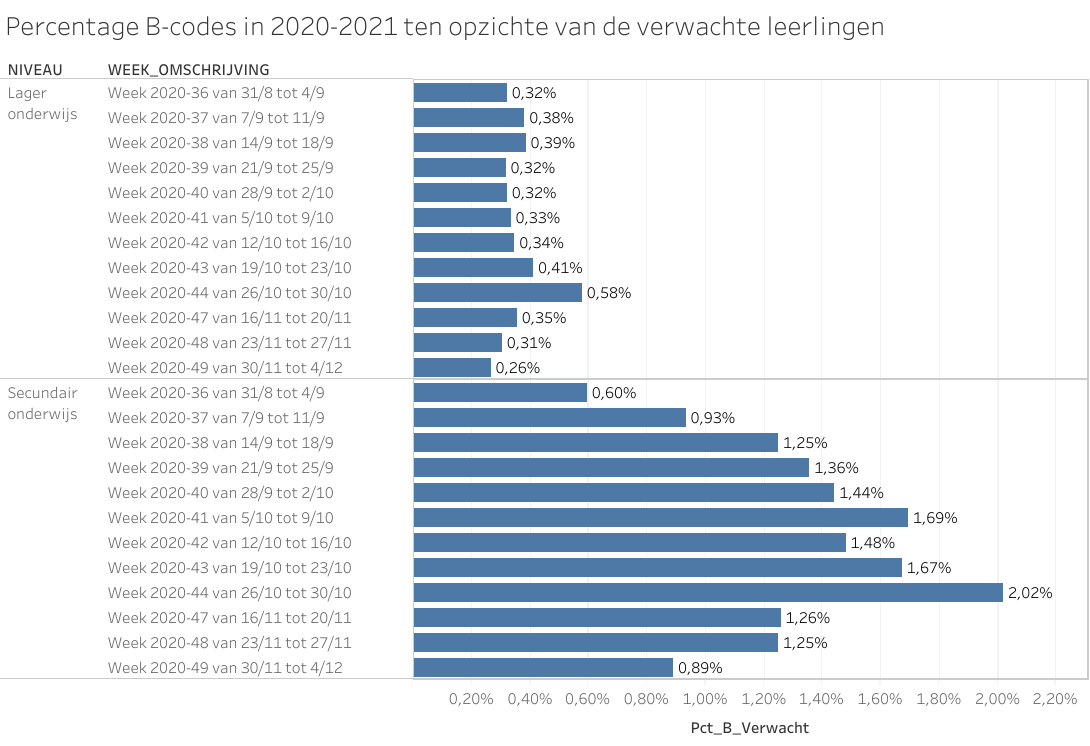 Percentage B-codes in 2020-2021 ten opzichte van de verwachte leerlingen
NIVEAU WEEK_OMSCHRIJVING
Lager onderwijs
Week 2020-36 van 31/8 tot 4/9 0,32%
Week 2020-37 van 7/9 tot 11/9 0,38%
Week 2020-38 van 14/9 tot 18/9 0,39%
Week 2020-39 van 21/9 tot 25/9 0,32%
Week 2020-40 van 28/9 tot 2/10 0,32%
Week 2020-41 van 5/10 tot 9/10 0,33%
Week 2020-42 van 12/10 tot 16/10 0,34%
Week 2020-43 van 19/10 tot 23/10 0,41%
Week 2020-44 van 26/10 tot 30/10 0,58%
Week 2020-47 van 16/11 tot 20/11 0,35%
Week 2020-48 van 23/11 tot 27/11 0,31%
Week 2020-49 van 30/11 tot 4/12 0,26%
Secundair onderwijs
Week 2020-36 van 31/8 tot 4/9 0,60%
Week 2020-37 van 7/9 tot 11/9 0,93%
Week 2020-38 van 14/9 tot 18/9 1,25%
Week 2020-39 van 21/9 tot 25/9 1,36%
Week 2020-40 van 28/9 tot 2/10 1,44%
Week 2020-41 van 5/10 tot 9/10 1,69%
Week 2020-42 van 12/10 tot 16/10 1,48%
Week 2020-43 van 19/10 tot 23/10 1,67%
Week 2020-44 van 26/10 tot 30/10 2,02%
Week 2020-47 van 16/11 tot 20/11 1,26%
Week 2020-48 van 23/11 tot 27/11 1,25%
Week 2020-49 van 30/11 tot 4/12 0,89%
0,20% 0,40% 0,60% 0,80% 1,00% 1,20% 1,40% 1,60% 1,80% 2,00% 2,20%
Pct_B_Verwacht